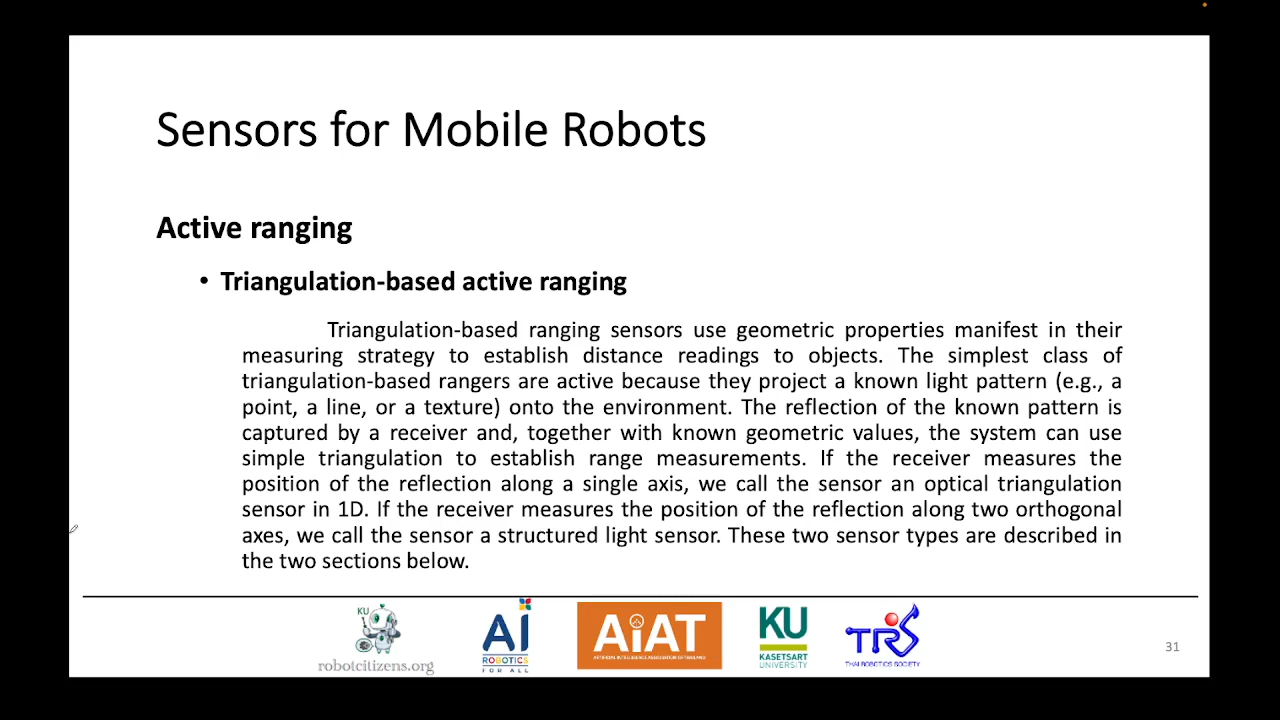 Sensors for Mobile Robots
Active ranging
• Triangulation-based active ranging
Triangulation-based ranging sensors use geometric properties manifest in their
measuring strategy to establish distance readings to objects. The simplest class of
triangulation-based rangers are active because they project a known light pattern (e.g., a
point, a line, or a texture) onto the environment. The reflection of the known pattern is
captured by a receiver and, together with known geometric values, the system can use
simple triangulation to establish range measurements. If the receiver measures the
position of the reflection along a single axis, we call the sensor an optical triangulation
sensor in 1D. If the receiver measures the position of the reflection along two orthogonal
axes, we call the sensor a structured light sensor. These two sensor types are described in
the two sections below.
KU
robotcitizens.org
AI
ROBOTICS
FOR ALL
AiAT
ARTIFICIAL INTELLIGENCE ASSOCIATION OF THAILAND
KU
KASETSART
UNIVERSITY
TRS
THAI ROBOTICS SOCIETY
31